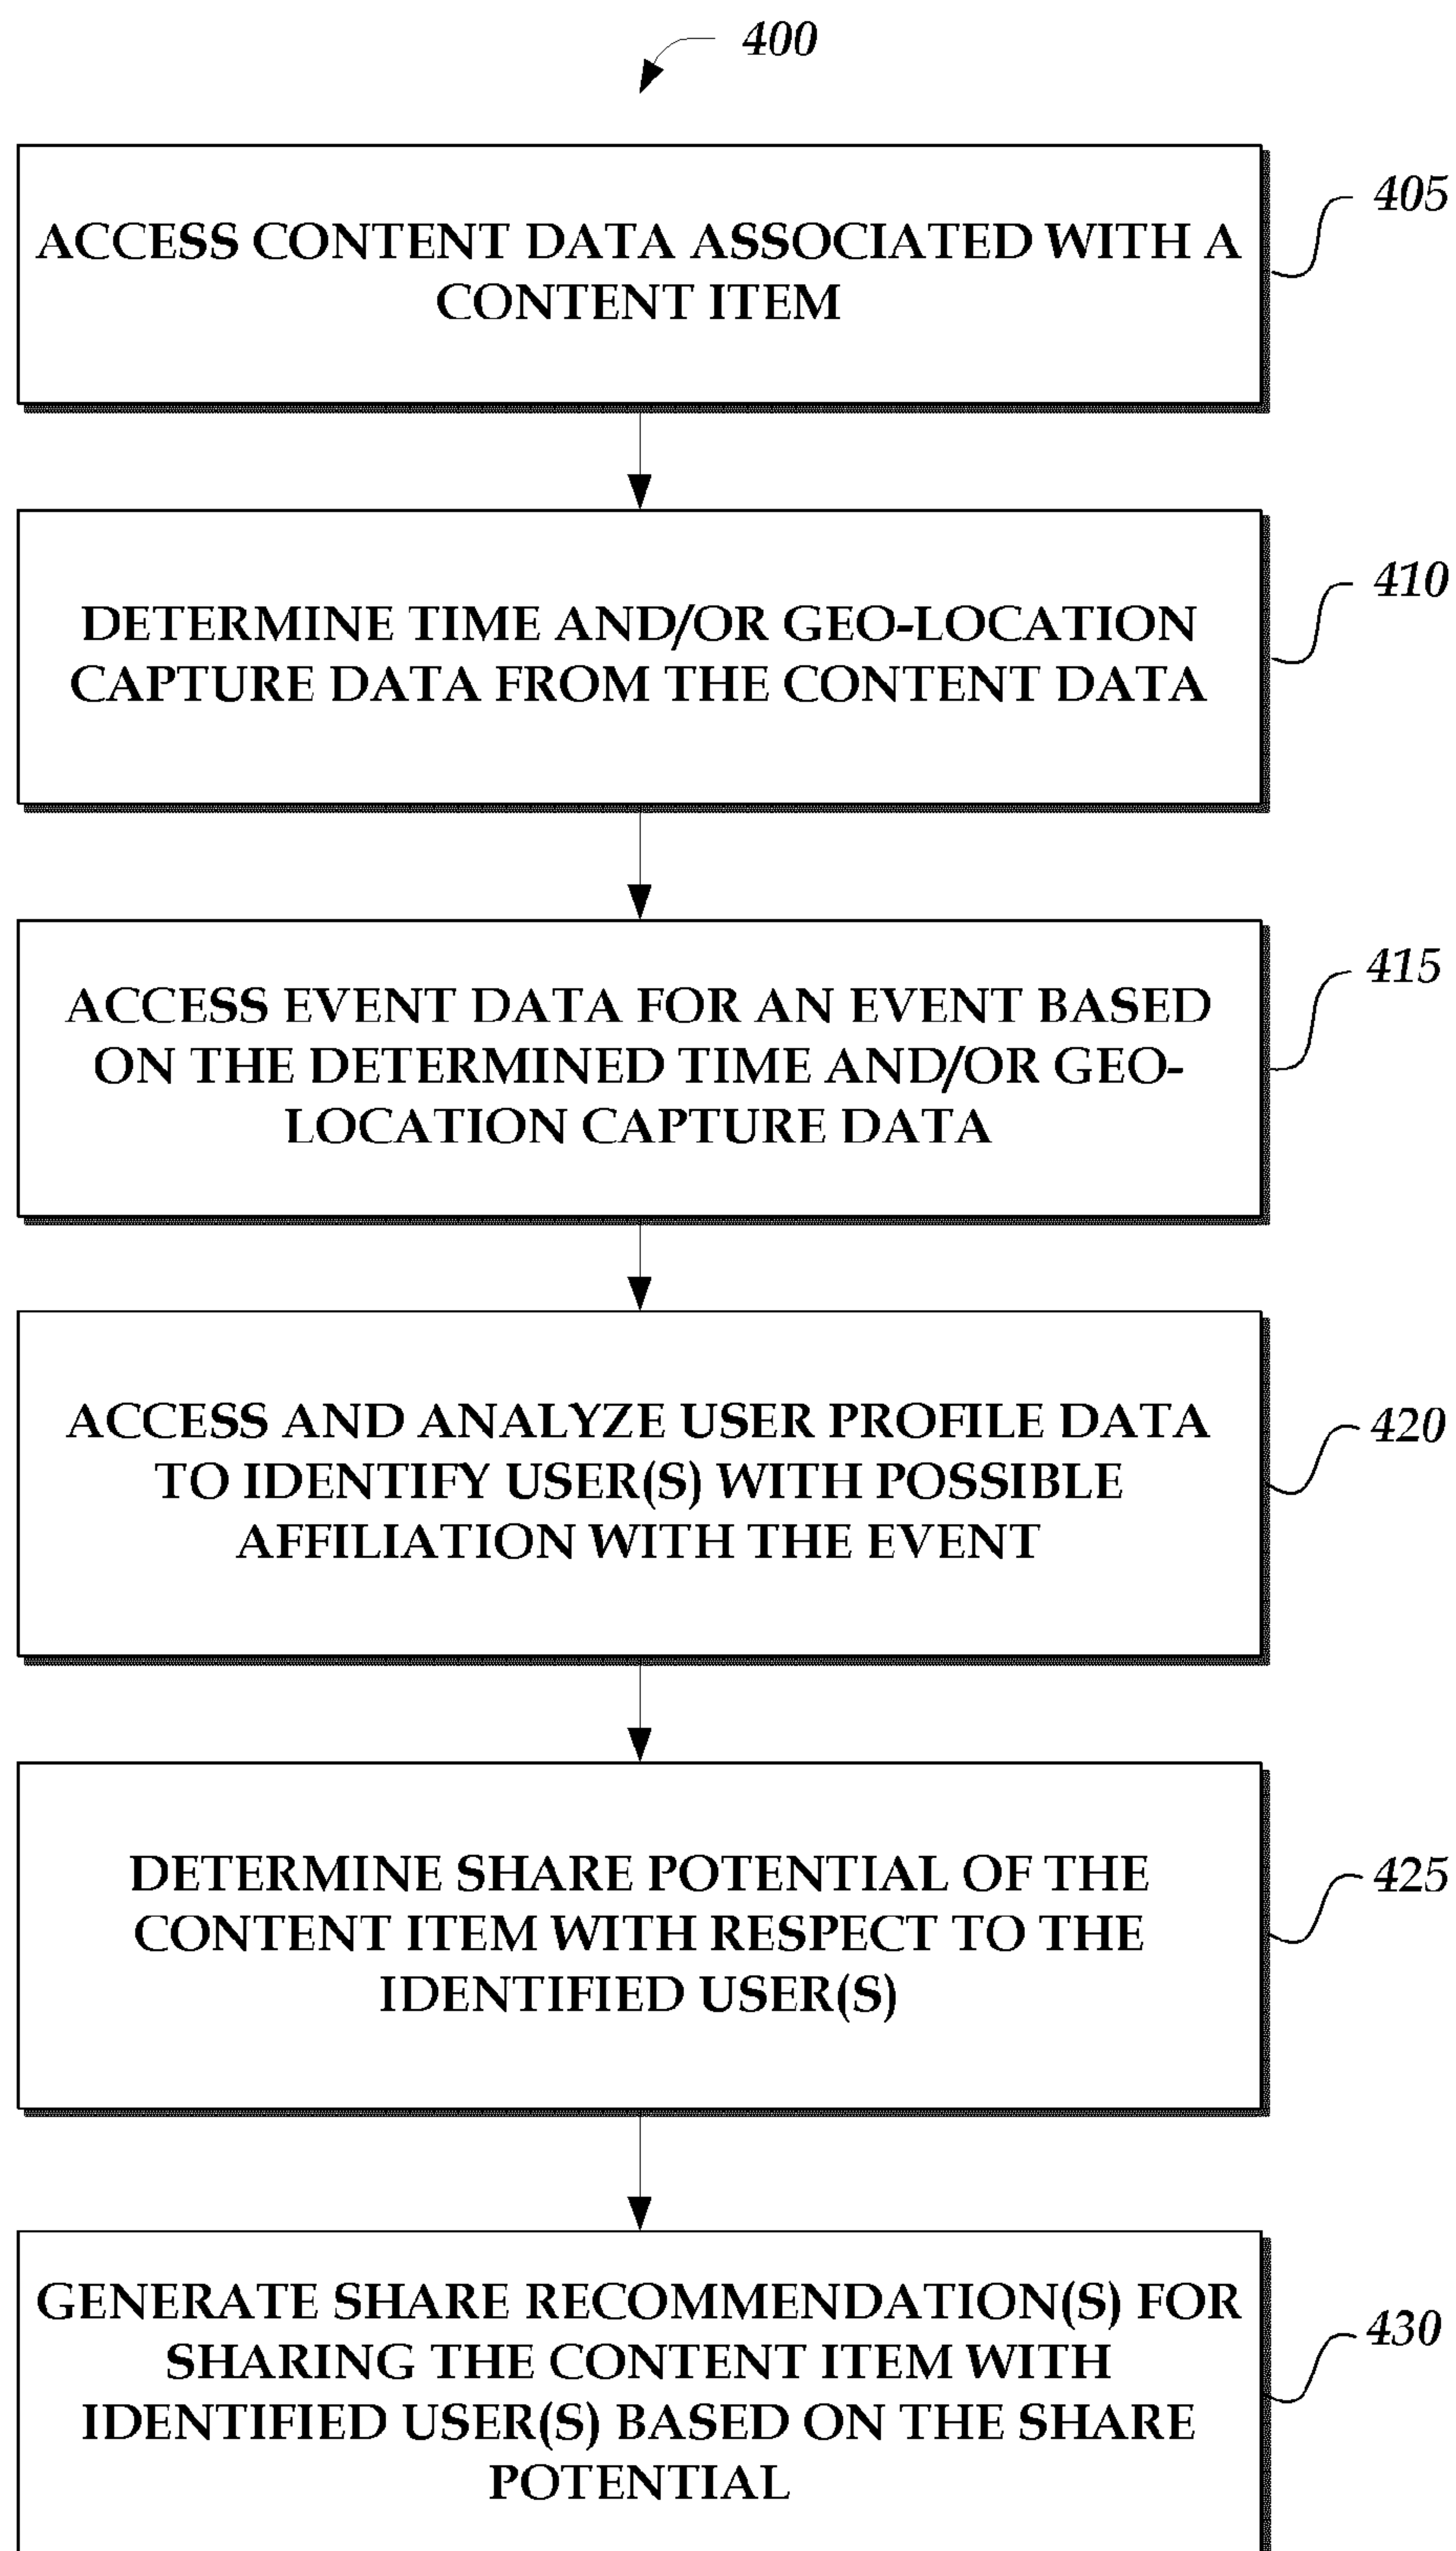 400
ACCESS CONTENT DATA ASSOCIATED WITH A
CONTENT ITEM
405
DETERMINE TIME AND/OR GEO-LOCATION
CAPTURE DATA FROM THE CONTENT DATA
410
ACCESS EVENT DATA FOR AN EVENT BASED
ON THE DETERMINED TIME AND/OR GEO-
LOCATION CAPTURE DATA
415
ACCESS AND ANALYZE USER PROFILE DATA
TO IDENTIFY USER(S) WITH POSSIBLE
AFFILIATION WITH THE EVENT
420
DETERMINE SHARE POTENTIAL OF THE
CONTENT ITEM WITH RESPECT TO THE
IDENTIFIED USER(S)
425
GENERATE SHARE RECOMMENDATION(S) FOR
SHARING THE CONTENT ITEM WITH
IDENTIFIED USER(S) BASED ON THE SHARE
POTENTIAL
430